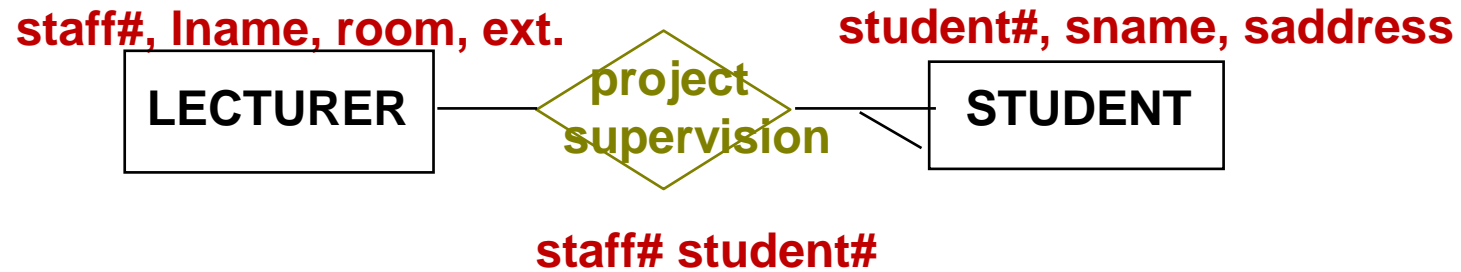 staff#, lname, room, ext.
student#, sname, saddress
LECTURER
project
supervision
STUDENT
staff# student#